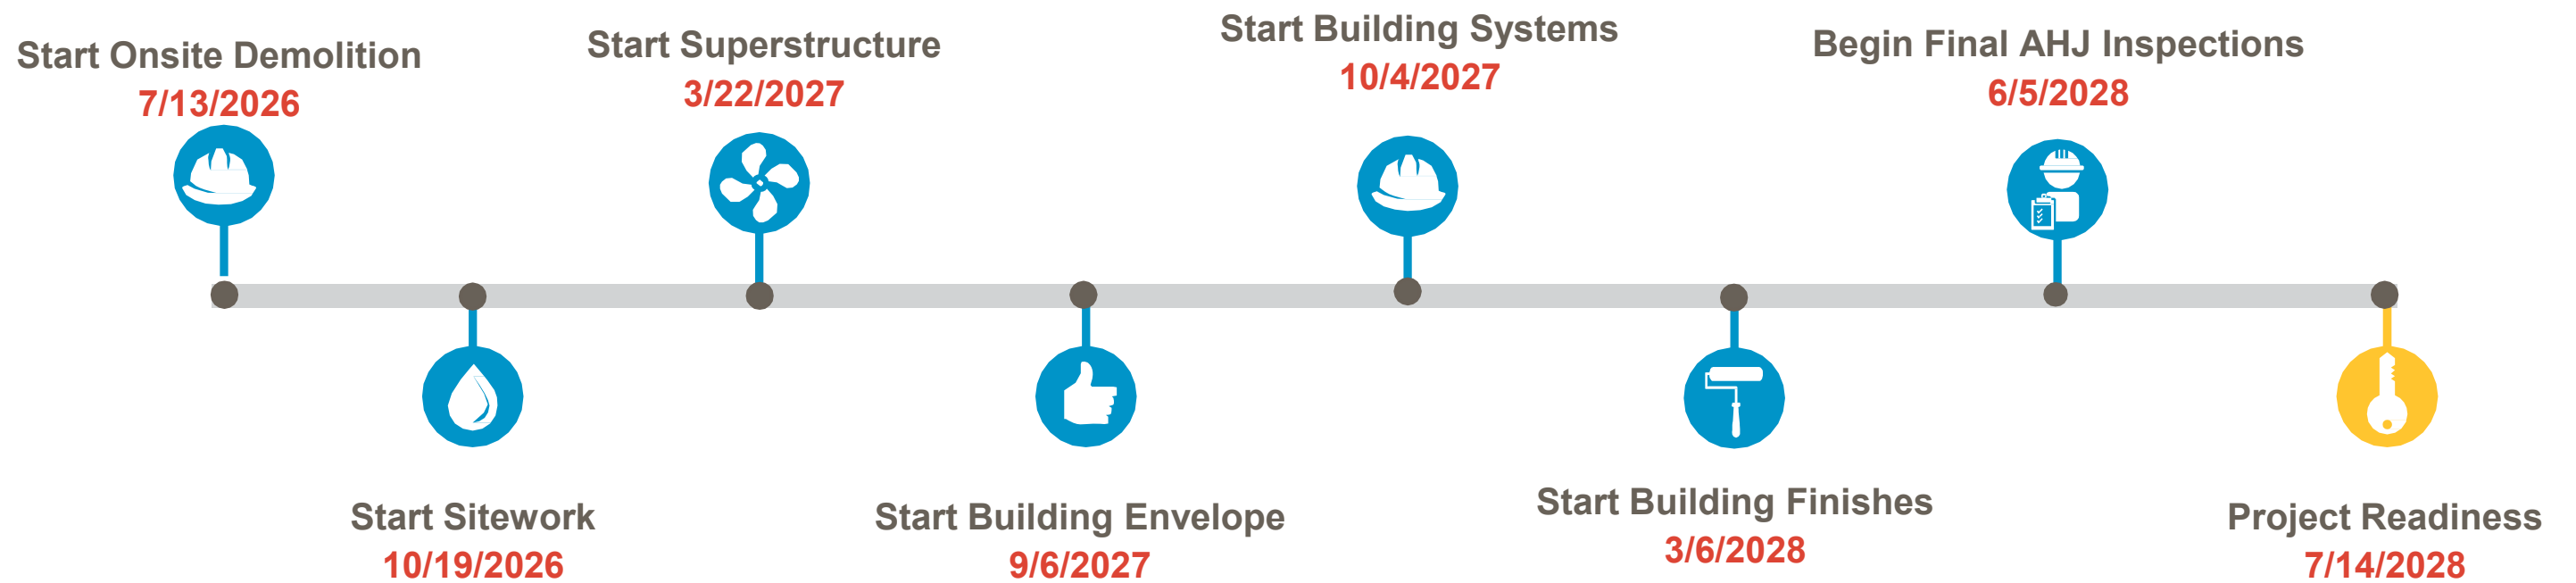 Start Onsite Demolition
7/13/2026
Start Sitework
10/19/2026
Start Superstructure
3/22/2027
Start Building Envelope
9/6/2027
Start Building Systems
10/4/2027
Start Building Finishes
3/6/2028
Begin Final AHJ Inspections
6/5/2028
Project Readiness
7/14/2028